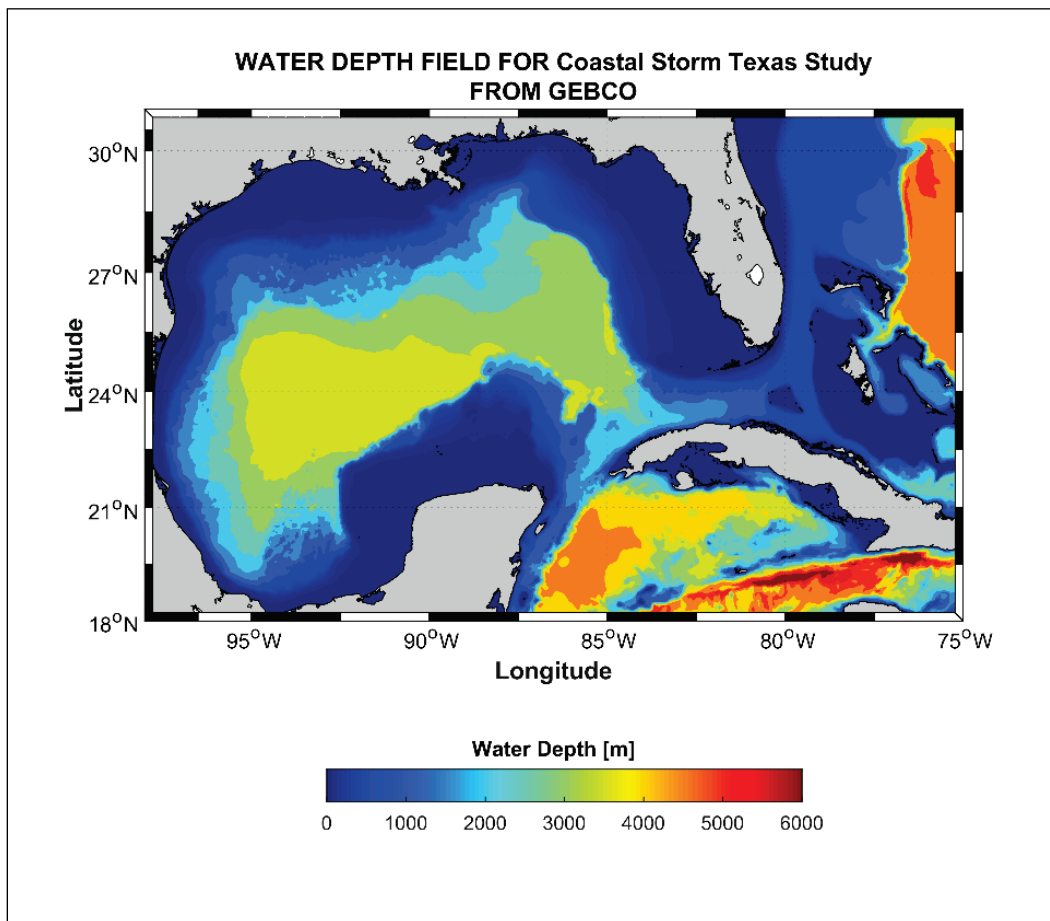 WATER DEPTH FIELD FOR Coastal Storm Texas Study
FROM GEBCO
30°N
27°N
24°N
21°N
18°N
Latitude
95°W 90°W 85°W 80°W 75°W
Longitude
Water Depth [m]
0 1000 2000 3000 4000 5000 6000